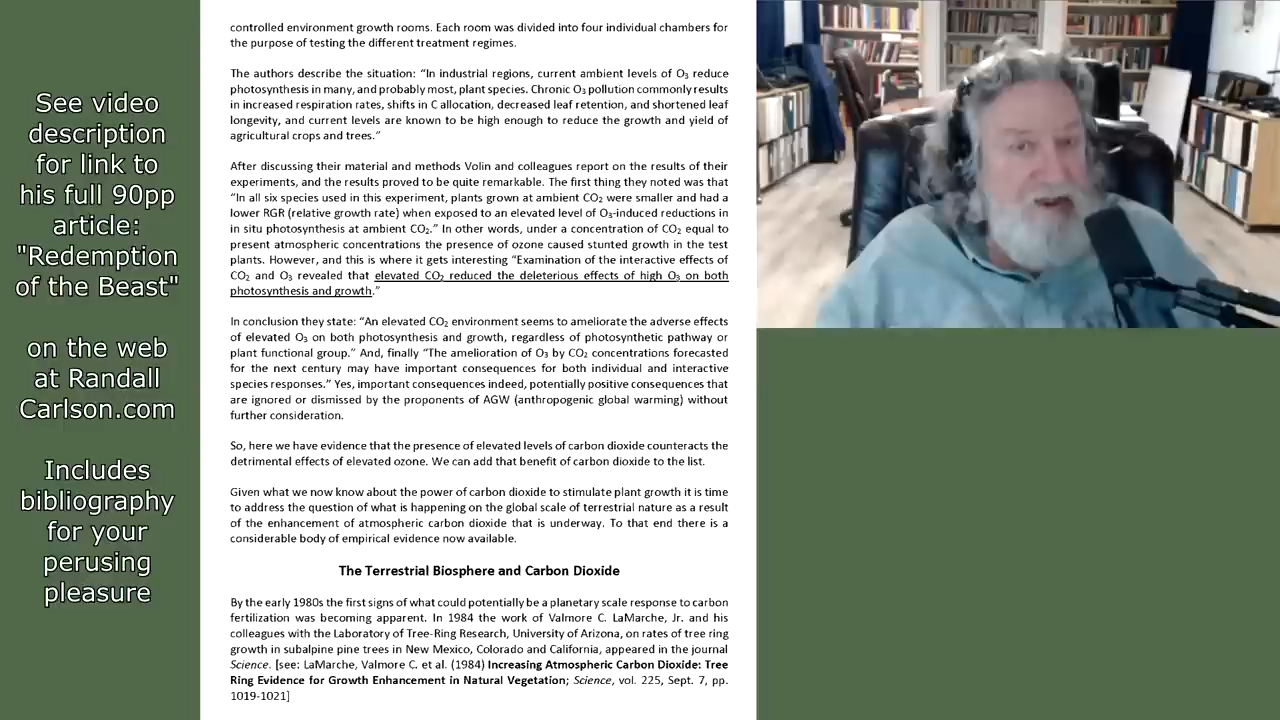 See video
description
for link to
his full 90pp
article:
"Redemption
of the Beast"
on the web
at Randall
Carlson.com
Includes
bibliography
for your
perusing
pleasure
controlled environment growth rooms. Each room was divided into four individual chambers for
the purpose of testing the different treatment regimes.
The authors describe the situation: “In industrial regions, current ambient levels of O₃ reduce
photosynthesis in many, and probably most, plant species. Chronic O₃ pollution commonly results
in increased respiration rates, shifts in C allocation, decreased leaf retention, and shortened leaf
longevity, and current levels are known to be high enough to reduce the growth and yield of
agricultural crops and trees.”
After discussing their material and methods Volin and colleagues report on the results of their
experiments, and the results proved to be quite remarkable. The first thing they noted was that
“In all six species used in this experiment, plants grown at ambient CO₂ were smaller and had a
lower RGR (relative growth rate) when exposed to an elevated level of O₃-induced reductions in
in situ photosynthesis at ambient CO₂.” In other words, under a concentration of CO₂ equal to
present atmospheric concentrations the presence of ozone caused stunted growth in the test
plants. However, and this is where it gets interesting “Examination of the interactive effects of
CO₂ and O₃ revealed that elevated CO₂ reduced the deleterious effects of high O₃ on both
photosynthesis and growth.”
In conclusion they state: “An elevated CO₂ environment seems to ameliorate the adverse effects
of elevated O₃ on both photosynthesis and growth, regardless of photosynthetic pathway or
plant functional group.” And, finally “The amelioration of O₃ by CO₂ concentrations forecasted
for the next century may have important consequences for both individual and interactive
species responses.” Yes, important consequences indeed, potentially positive consequences that
are ignored or dismissed by the proponents of AGW (anthropogenic global warming) without
further consideration.
So, here we have evidence that the presence of elevated levels of carbon dioxide counteracts the
detrimental effects of elevated ozone. We can add that benefit of carbon dioxide to the list.
Given what we now know about the power of carbon dioxide to stimulate plant growth it is time
to address the question of what is happening on the global scale of terrestrial nature as a result
of the enhancement of atmospheric carbon dioxide that is underway. To that end there is a
considerable body of empirical evidence now available.
The Terrestrial Biosphere and Carbon Dioxide
By the early 1980s the first signs of what could potentially be a planetary scale response to carbon
fertilization was becoming apparent. In 1984 the work of Valmore C. LaMarche, Jr. and his
colleagues with the Laboratory of Tree-Ring Research, University of Arizona, on rates of tree ring
growth in subalpine pine trees in New Mexico, Colorado and California, appeared in the journal
Science. [see: LaMarche, Valmore C. et al. (1984) Increasing Atmospheric Carbon Dioxide: Tree
Ring Evidence for Growth Enhancement in Natural Vegetation; Science, vol. 225, Sept. 7, pp.
1019-1021]